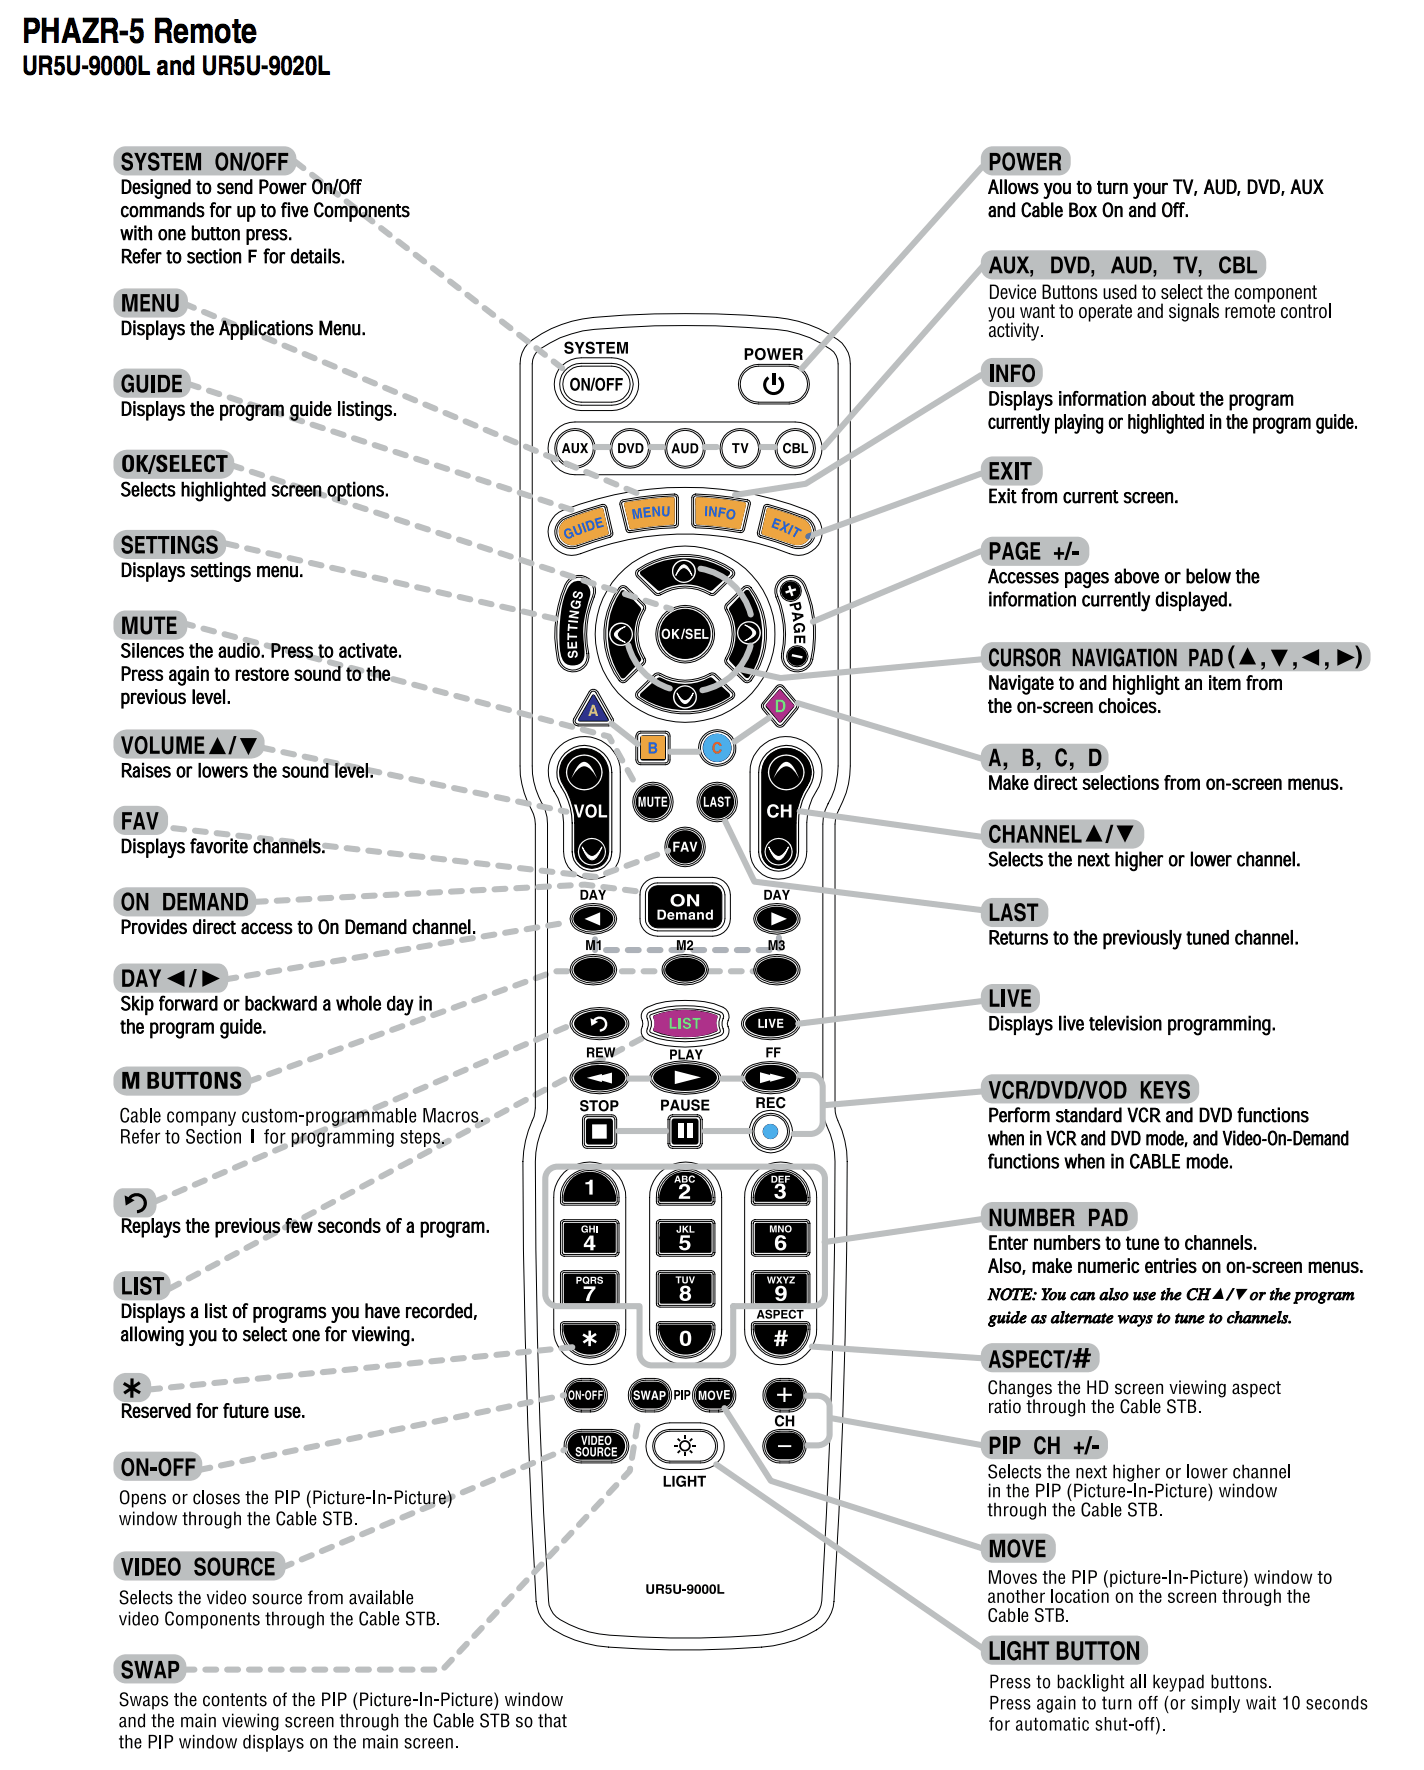 PHAZR-5 Remote
UR5U-9000L and UR5U-9020L
SYSTEM ON/OFF
Designed to send Power On/Off
commands for up to five Components
with one button press.
Refer to section F for details.
MENU
Displays the Applications Menu.
GUIDE
Displays the program guide listings.
OK/SELECT
Selects highlighted screen options.
SETTINGS
Displays settings menu.
MUTE
Silences the audio. Press to activate.
Press again to restore sound to the
previous level.
VOLUME▲/▼
Raises or lowers the sound level.
FAV
Displays favorite channels.
ON DEMAND
Provides direct access to On Demand channel.
DAY ◄/►
Skip forward or backward a whole day in
the program guide.
M BUTTONS
Cable company custom-programmable Macros.
Refer to Section I for programming steps.
Replays the previous few seconds of a program.
LIST
Displays a list of programs you have recorded,
allowing you to select one for viewing.
*
Reserved for future use.
ON-OFF
Opens or closes the PIP (Picture-In-Picture)
window through the Cable STB.
VIDEO SOURCE
Selects the video source from available
video Components through the Cable STB.
SWAP
Swaps the contents of the PIP (Picture-In-Picture) window
and the main viewing screen through the Cable STB so that
the PIP window displays on the main screen.
SYSTEM
POWER
ON/OFF
AUX DVD AUD TV CBL
GUIDE MENU INFO EXIT
SETTINGS
OK/SEL
+ PAGE −
A
B
C
D
VOL
MUTE
LAST
CH
FAV
DAY
ON
Demand
DAY
M1 M2 M3
LIST
LIVE
REW PLAY FF
STOP PAUSE REC
1
ABC
2
DEF
3
GHI
4
JKL
5
MNO
6
PQRS
7
TUV
8
WXYZ
9
ASPECT
* 0 #
ON-OFF SWAP PIP MOVE +
CH
−
VIDEO
SOURCE
LIGHT
UR5U-9000L
POWER
Allows you to turn your TV, AUD, DVD, AUX
and Cable Box On and Off.
AUX, DVD, AUD, TV, CBL
Device Buttons used to select the component
you want to operate and signals remote control
activity.
INFO
Displays information about the program
currently playing or highlighted in the program guide.
EXIT
Exit from current screen.
PAGE +/-
Accesses pages above or below the
information currently displayed.
CURSOR NAVIGATION PAD(▲,▼,◄,►)
Navigate to and highlight an item from
the on-screen choices.
A, B, C, D
Make direct selections from on-screen menus.
CHANNEL▲/▼
Selects the next higher or lower channel.
LAST
Returns to the previously tuned channel.
LIVE
Displays live television programming.
VCR/DVD/VOD KEYS
Perform standard VCR and DVD functions
when in VCR and DVD mode, and Video-On-Demand
functions when in CABLE mode.
NUMBER PAD
Enter numbers to tune to channels.
Also, make numeric entries on on-screen menus.
NOTE: You can also use the CH▲/▼ or the program
guide as alternate ways to tune to channels.
ASPECT/#
Changes the HD screen viewing aspect
ratio through the Cable STB.
PIP CH +/-
Selects the next higher or lower channel
in the PIP (Picture-In-Picture) window
through the Cable STB.
MOVE
Moves the PIP (picture-In-Picture) window to
another location on the screen through the
Cable STB.
LIGHT BUTTON
Press to backlight all keypad buttons.
Press again to turn off (or simply wait 10 seconds
for automatic shut-off).